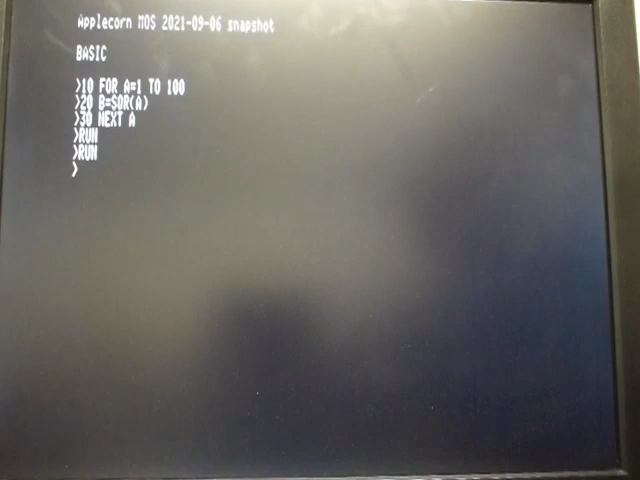 Applecorn MOS 2021-09-06 snapshot
BASIC
>10 FOR A=1 TO 100
>20 B=SQR(A)
>30 NEXT A
>RUN
>RUN
>